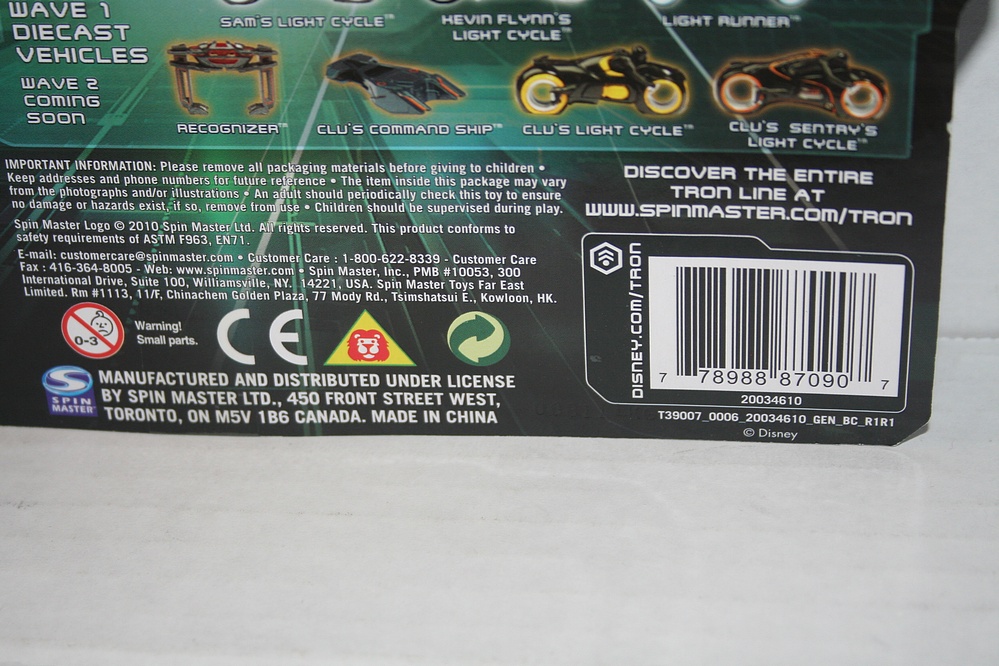 WAVE 1
DIECAST
VEHICLES
WAVE 2
COMING
SOON
SAM'S LIGHT CYCLE™
KEVIN FLYNN'S
LIGHT CYCLE™
LIGHT RUNNER™
RECOGNIZER™
CLU'S COMMAND SHIP™
CLU'S LIGHT CYCLE™
CLU'S SENTRY'S
LIGHT CYCLE™
IMPORTANT INFORMATION: Please remove all packaging materials before giving to children •
Keep addresses and phone numbers for future reference • The item inside this package may vary
from the photographs and/or illustrations • An adult should periodically check this toy to ensure
no damage or hazards exist, if so, remove from use • Children should be supervised during play.
Spin Master Logo © 2010 Spin Master Ltd. All rights reserved. This product conforms to
safety requirements of ASTM F963, EN71.
E-mail: customercare@spinmaster.com • Customer Care : 1-800-622-8339 - Customer Care
Fax : 416-364-8005 - Web: www.spinmaster.com • Spin Master, Inc., PMB #10053, 300
International Drive, Suite 100, Williamsville, NY. 14221, USA. Spin Master Toys Far East
Limited. Rm #1113, 11/F, Chinachem Golden Plaza, 77 Mody Rd., Tsimshatsui E., Kowloon, HK.
0-3
Warning!
Small parts.
CE
SPIN
MASTER™
MANUFACTURED AND DISTRIBUTED UNDER LICENSE
BY SPIN MASTER LTD., 450 FRONT STREET WEST,
TORONTO, ON M5V 1B6 CANADA. MADE IN CHINA
DISCOVER THE ENTIRE
TRON LINE AT
WWW.SPINMASTER.COM/TRON
DISNEY.COM/TRON
7 78988 87090 7
20034610
T39007_0006_20034610_GEN_BC_R1R1
© Disney